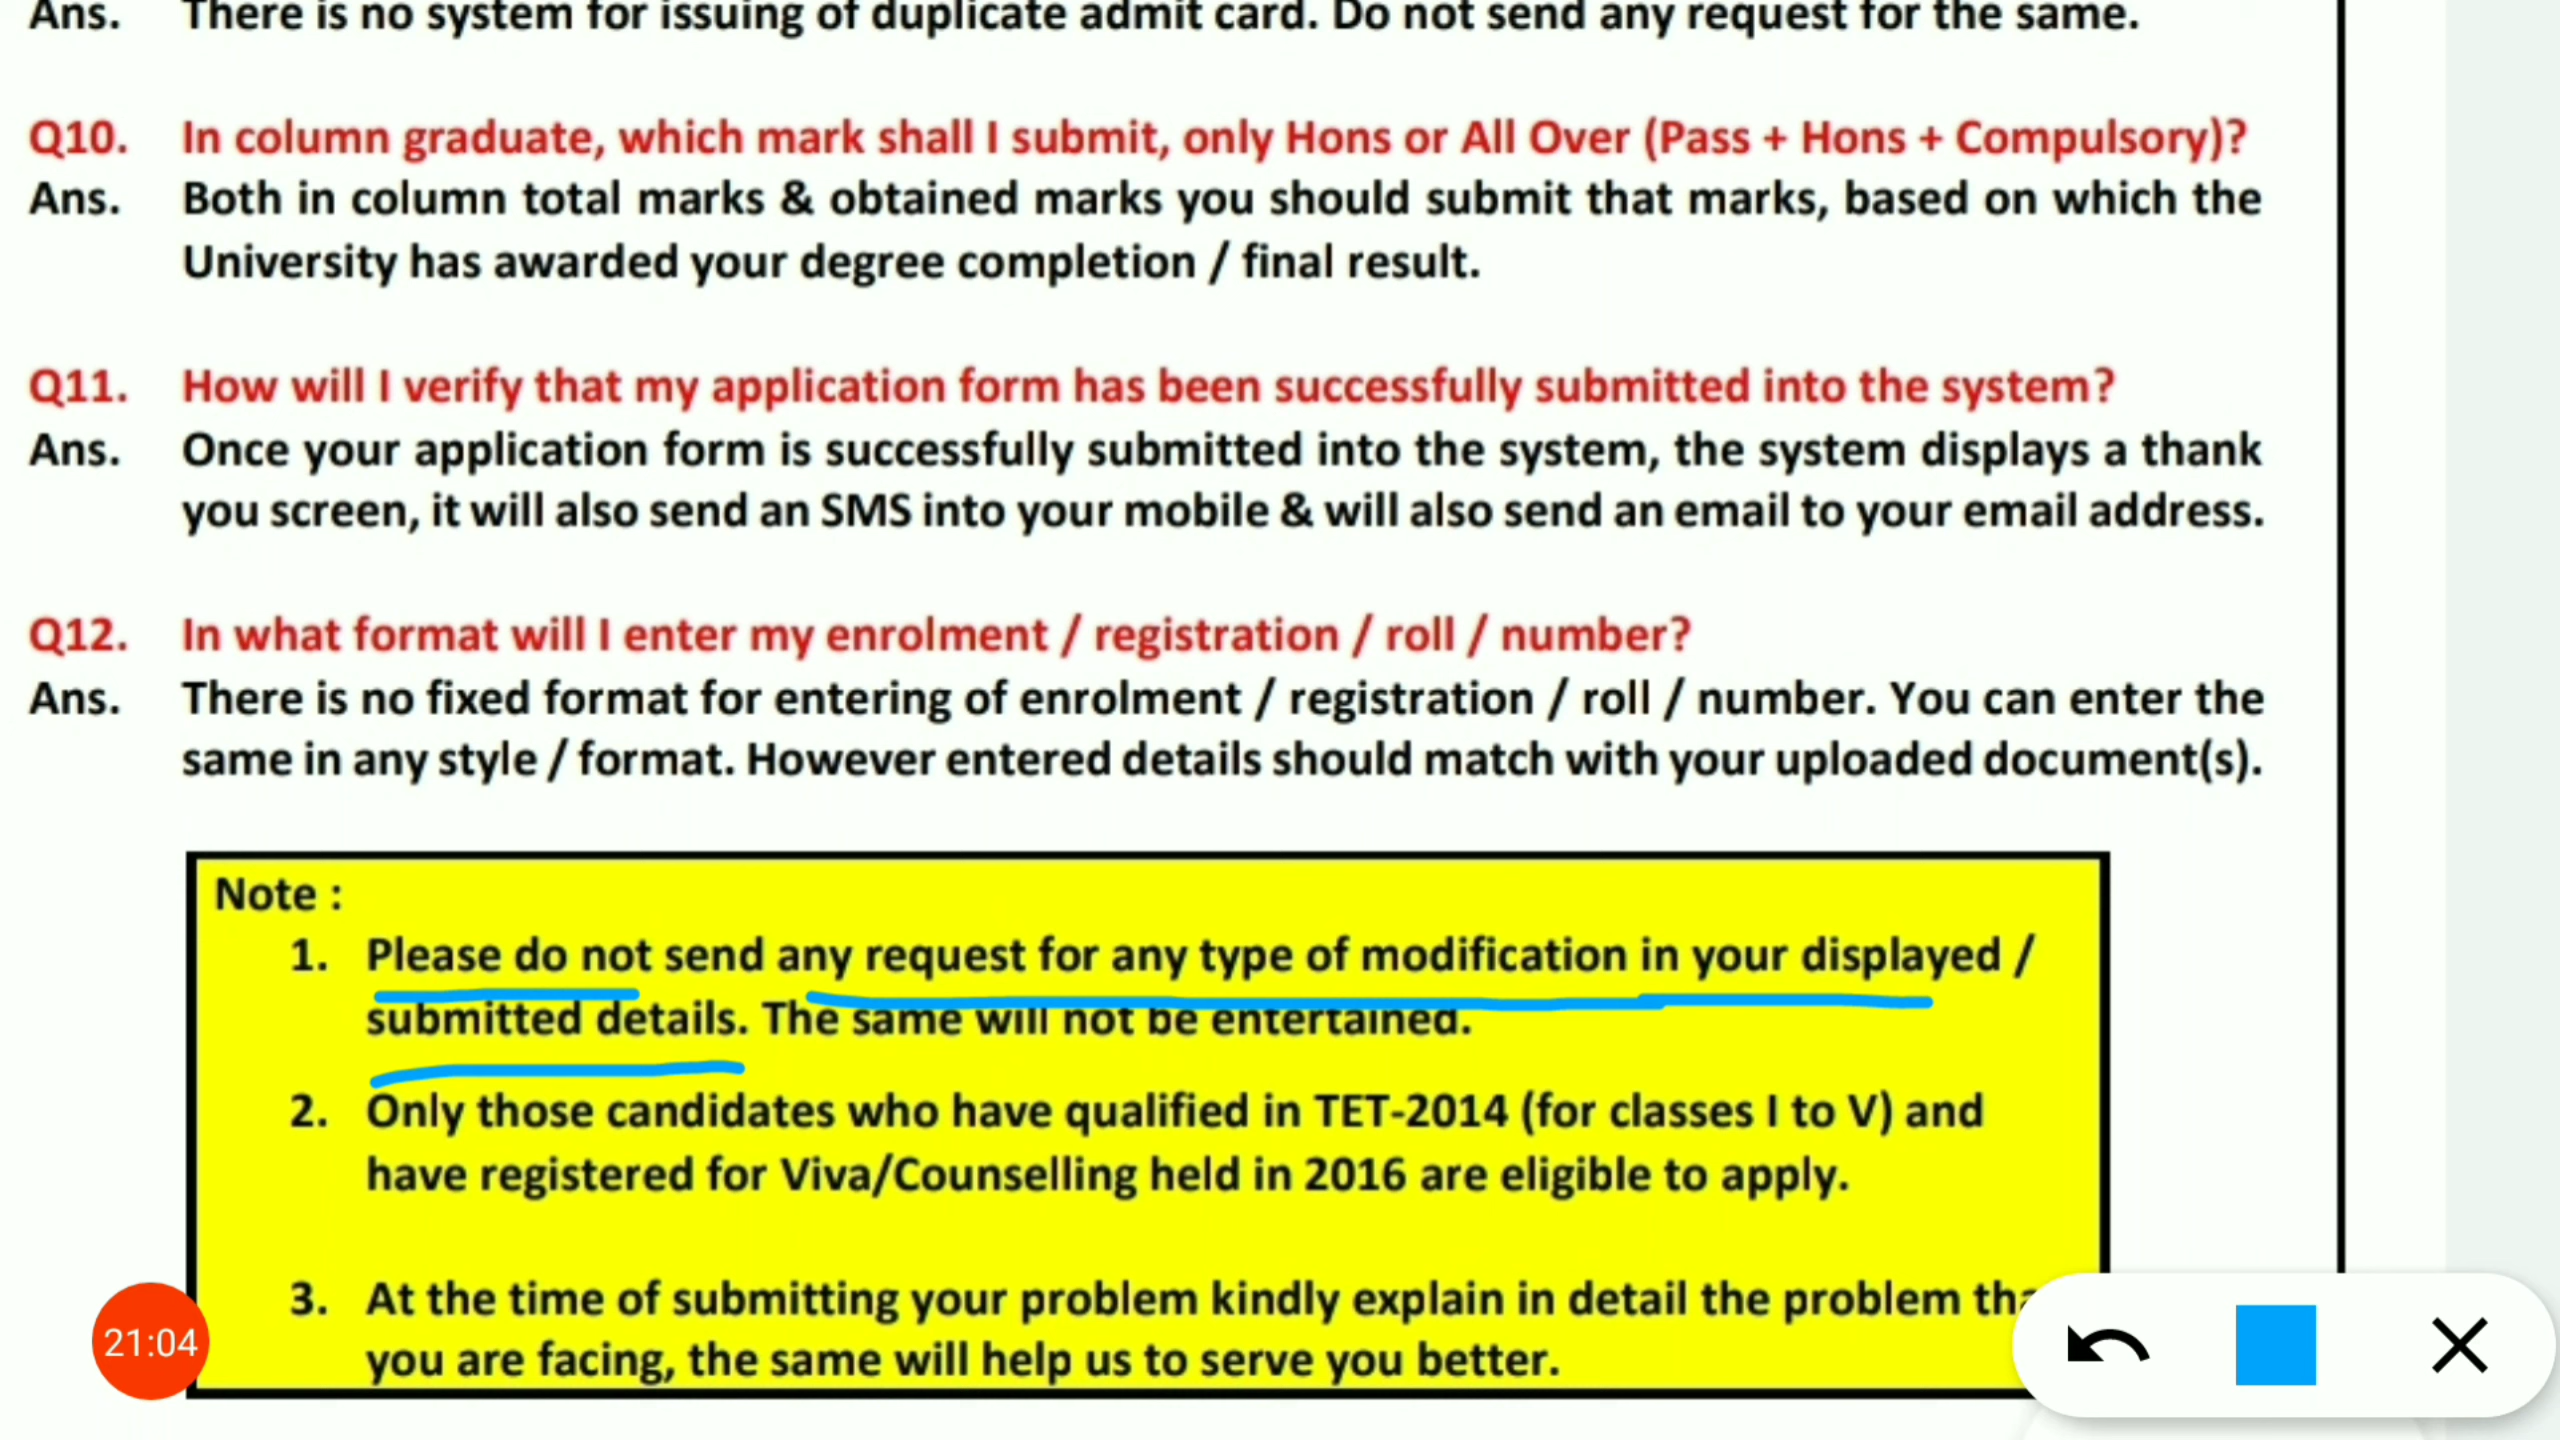 Ans. There is no system for issuing of duplicate admit card. Do not send any request for the same.
Q10. In column graduate, which mark shall I submit, only Hons or All Over (Pass + Hons + Compulsory)?
Ans. Both in column total marks & obtained marks you should submit that marks, based on which the
University has awarded your degree completion / final result.
Q11. How will I verify that my application form has been successfully submitted into the system?
Ans. Once your application form is successfully submitted into the system, the system displays a thank
you screen, it will also send an SMS into your mobile & will also send an email to your email address.
Q12. In what format will I enter my enrolment / registration / roll / number?
Ans. There is no fixed format for entering of enrolment / registration / roll / number. You can enter the
same in any style / format. However entered details should match with your uploaded document(s).
Note :
1. Please do not send any request for any type of modification in your displayed /
submitted details. The same will not be entertained.
2. Only those candidates who have qualified in TET-2014 (for classes I to V) and
have registered for Viva/Counselling held in 2016 are eligible to apply.
3. At the time of submitting your problem kindly explain in detail the problem
you are facing, the same will help us to serve you better.
21:04